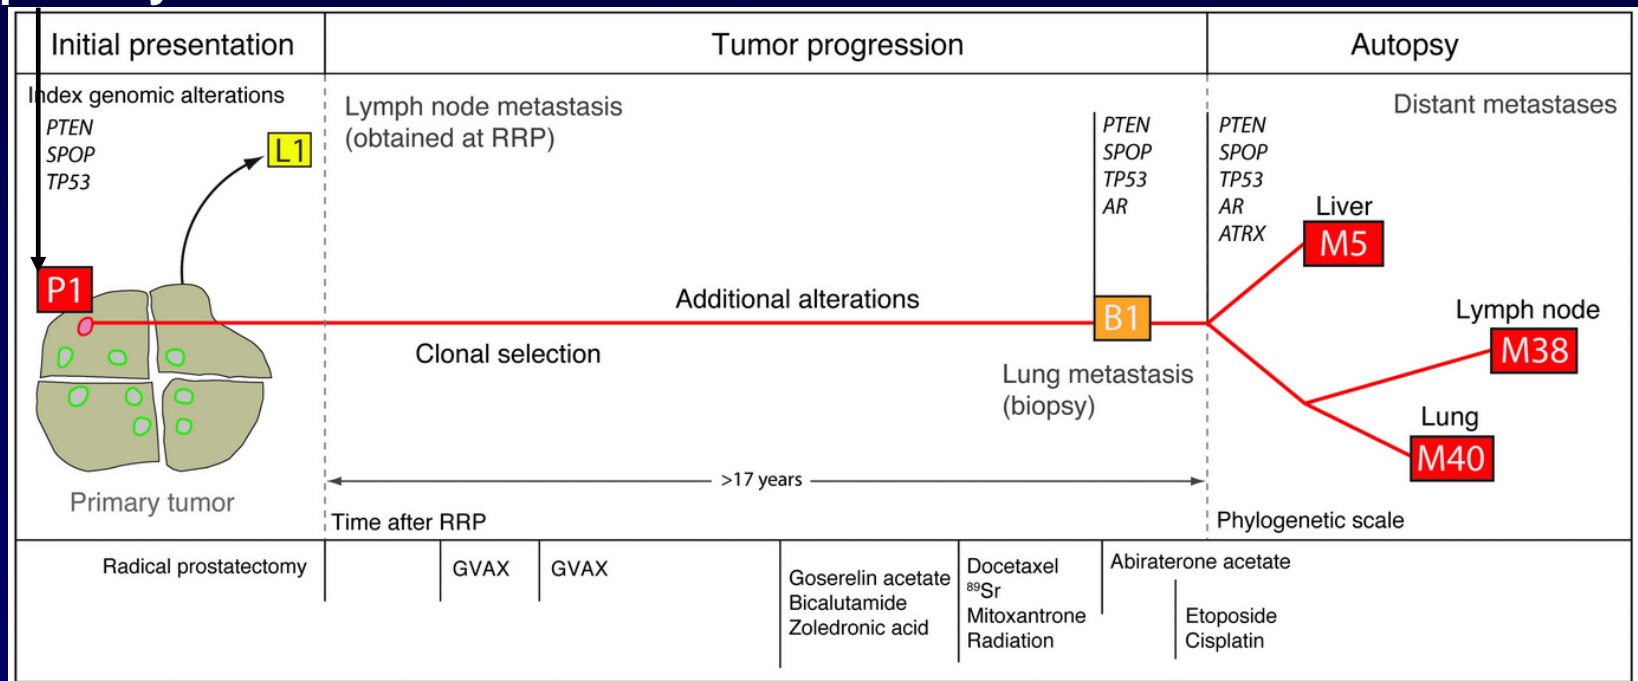 Initial presentation
Tumor progression
Autopsy
Index genomic alterations
PTEN
SPOP
TP53
L1
Lymph node metastasis
(obtained at RRP)
PTEN
SPOP
TP53
AR
PTEN
SPOP
TP53
AR
ATRX
Distant metastases
Liver
M5
P1
Additional alterations
B1
Lymph node
M38
Clonal selection
Lung metastasis
(biopsy)
Lung
M40
>17 years
Primary tumor
Time after RRP
Phylogenetic scale
Radical prostatectomy
GVAX
GVAX
Goserelin acetate
Bicalutamide
Zoledronic acid
Docetaxel
⁸⁹Sr
Mitoxantrone
Radiation
Abiraterone acetate
Etoposide
Cisplatin